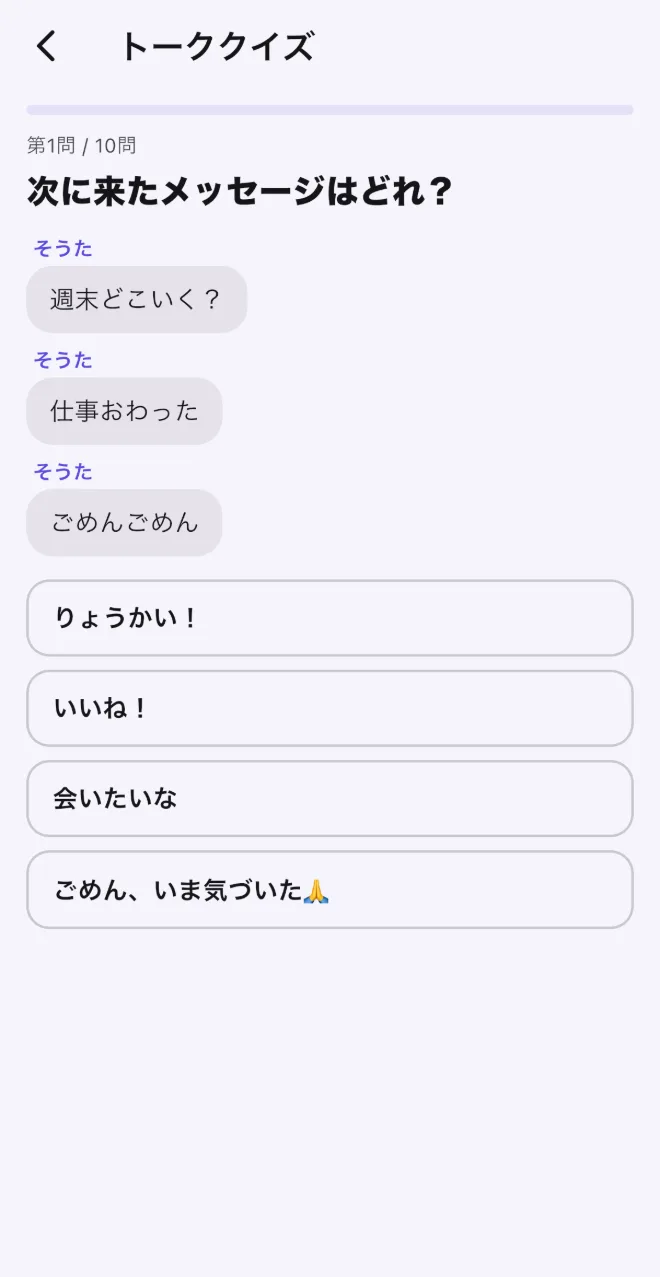 トーククイズ
第1問 / 10問
次に来たメッセージはどれ？
そうた
週末どこいく？
そうた
仕事おわった
そうた
ごめんごめん
りょうかい！
いいね！
会いたいな
ごめん、いま気づいた🙏